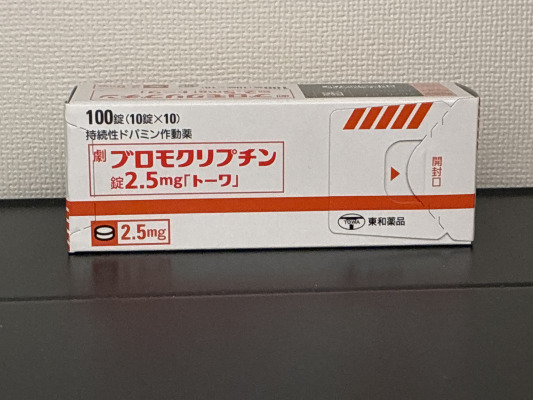 100錠(10錠×10)
持続性ドパミン作動薬
劇 ブロモクリプチン
錠2.5mg「トーワ」
2.5mg
開封口
TOWA 東和薬品